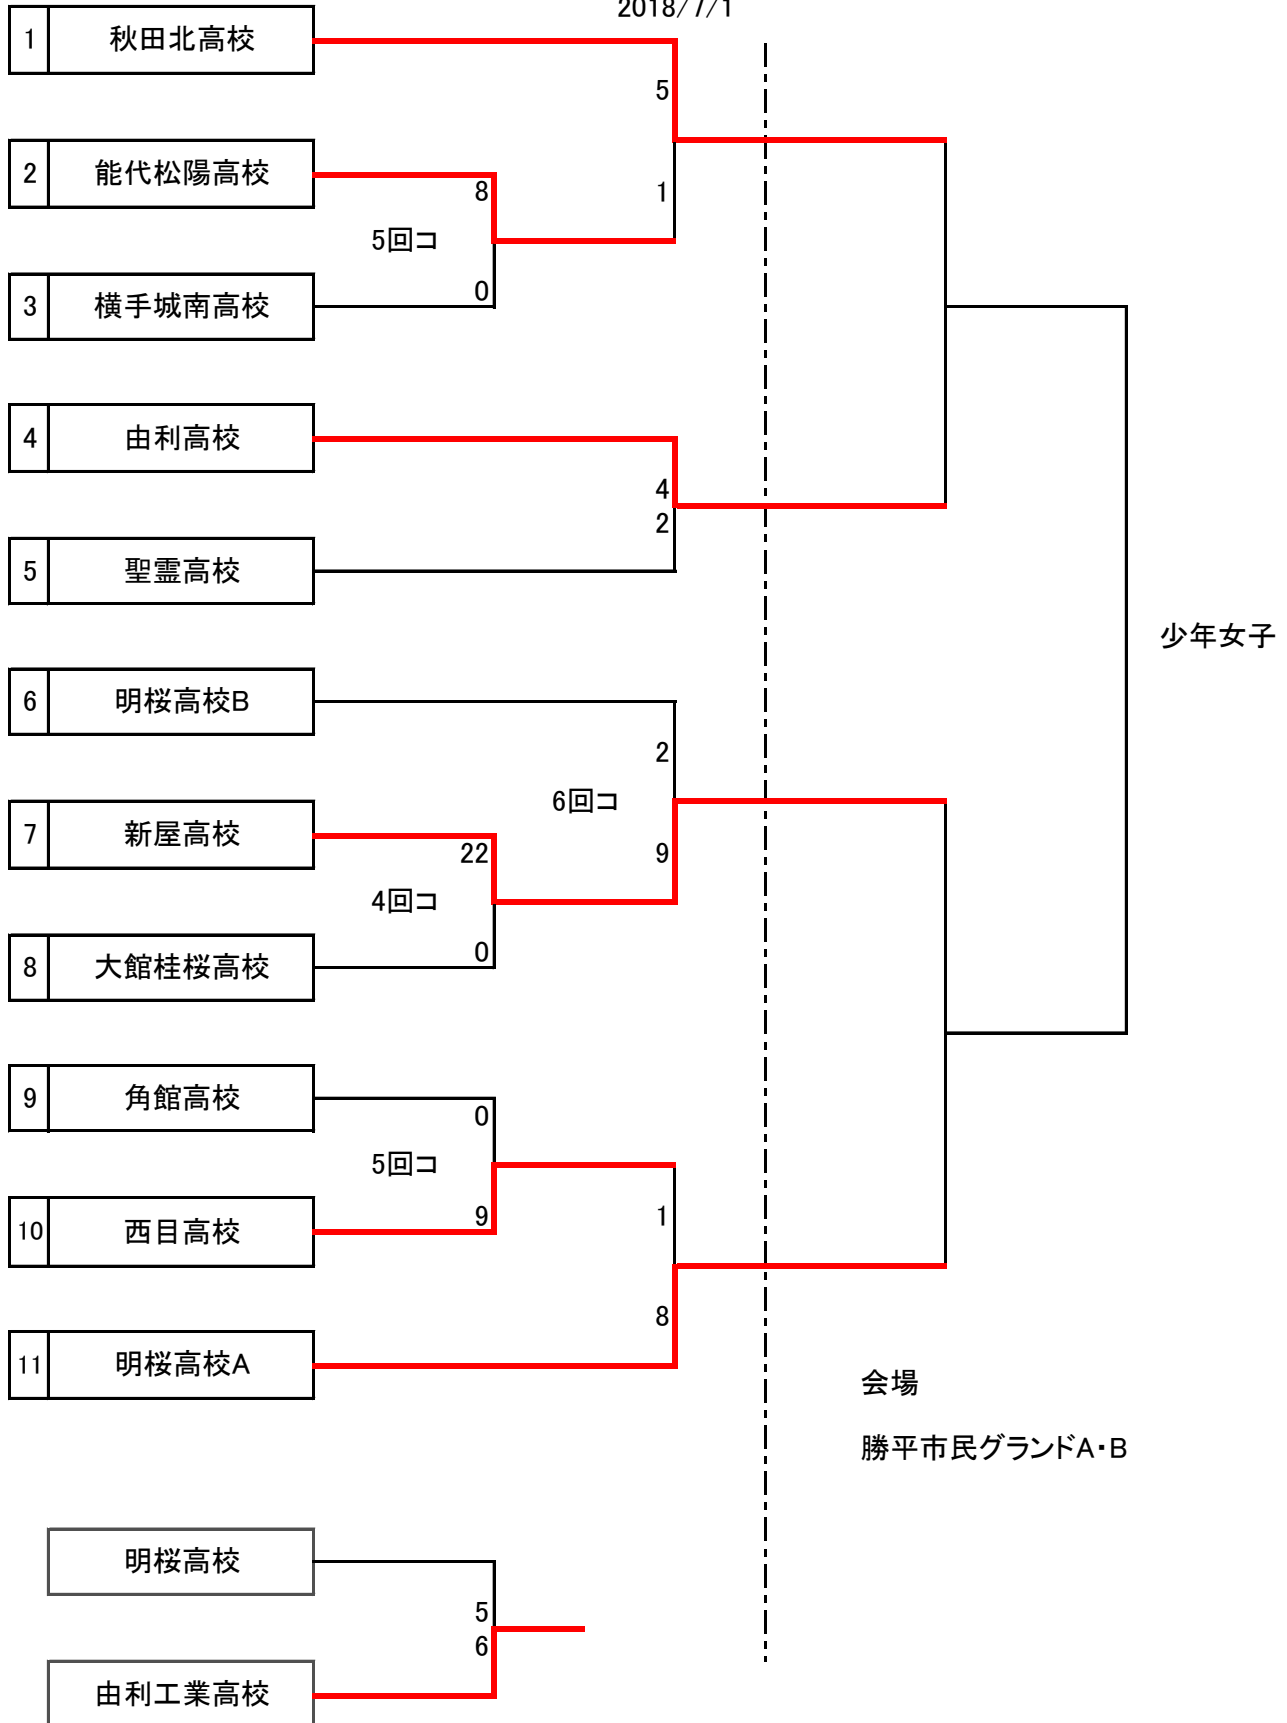 2018/7/1
1 秋田北高校
5
2 能代松陽高校
8
1
5回コ
0
3 横手城南高校
4 由利高校
4
2
5 聖霊高校
少年女子
6 明桜高校B
2
6回コ
7 新屋高校
22
9
4回コ
0
8 大館桂桜高校
9 角館高校
0
5回コ
9
1
10 西目高校
8
11 明桜高校A
会場
勝平市民グランドA・B
明桜高校
5
6
由利工業高校